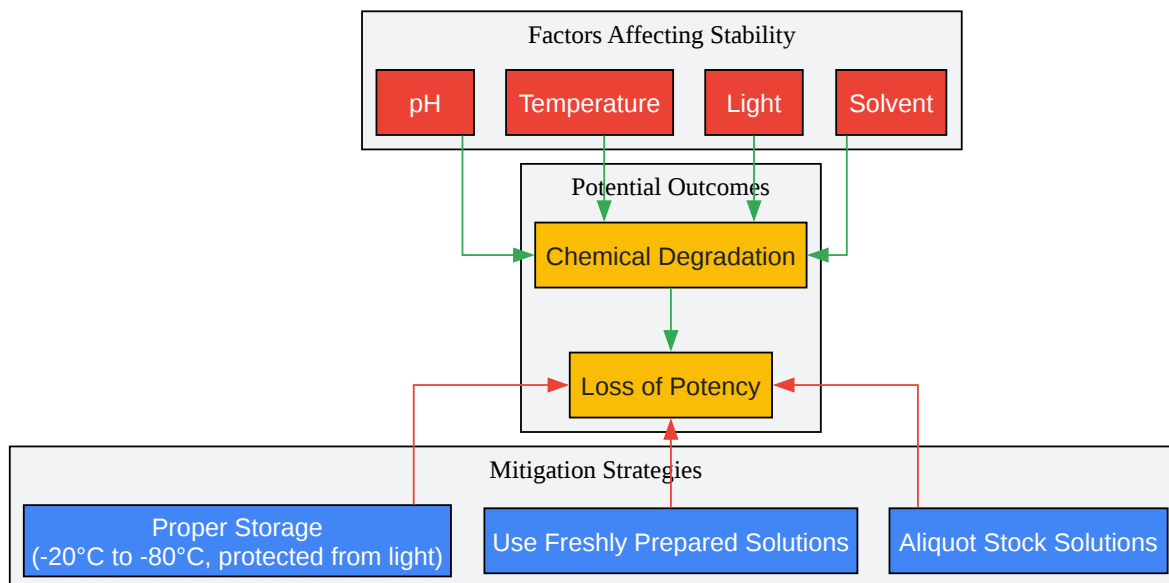 Factors Affecting Stability
pH
Temperature
Light
Solvent
Potential Outcomes
Chemical Degradation
Loss of Potency
Mitigation Strategies
Proper Storage
(-20°C to -80°C, protected from light)
Use Freshly Prepared Solutions
Aliquot Stock Solutions